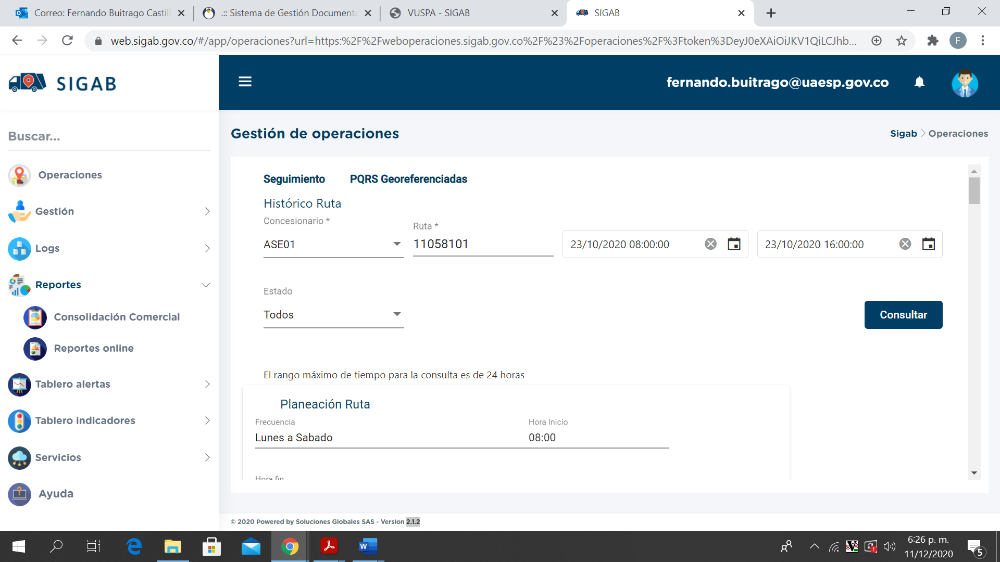 Correo: Fernando Buitrago Castill
.:: Sistema de Gestión Documenta
VUSPA - SIGAB
SIGAB
web.sigab.gov.co/#/app/operaciones?url=https:%2F%2Fweboperaciones.sigab.gov.co%2F%23%2Foperaciones%2F%3Ftoken%3DeyJ0eXAiOiJKV1QiLCJhb...
F
SIGAB
fernando.buitrago@uaesp.gov.co
Buscar...
Operaciones
Gestión
Logs
Reportes
Consolidación Comercial
Reportes online
Tablero alertas
Tablero indicadores
Servicios
Ayuda
Gestión de operaciones
Sigab > Operaciones
Seguimiento PQRS Georeferenciadas
Histórico Ruta
Concesionario *
ASE01
Ruta *
11058101
23/10/2020 08:00:00
23/10/2020 16:00:00
Estado
Todos
Consultar
El rango máximo de tiempo para la consulta es de 24 horas
Planeación Ruta
Frecuencia
Lunes a Sabado
Hora Inicio
08:00
Hora fin
© 2020 Powered by Soluciones Globales SAS - Version 2.1.2
6:26 p. m.
11/12/2020
5